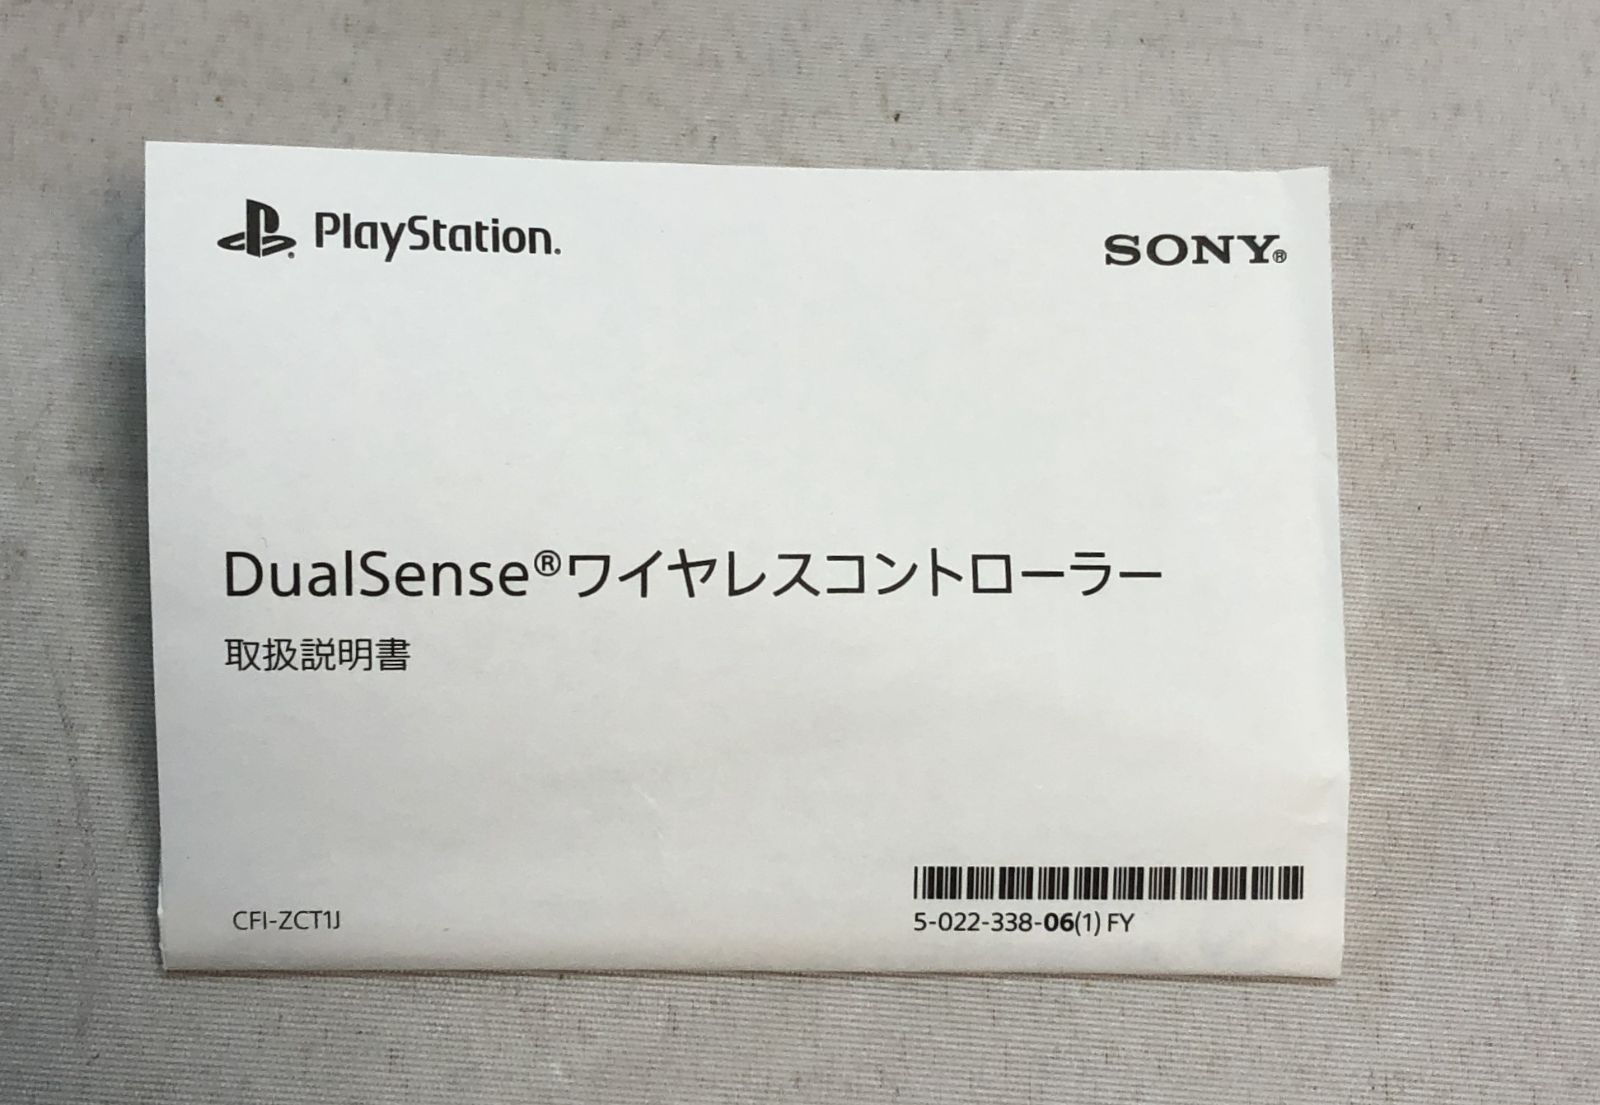 PlayStation®
SONY®
DualSense®ワイヤレスコントローラー
取扱説明書
CFI-ZCT1J
5-022-338-06(1) FY